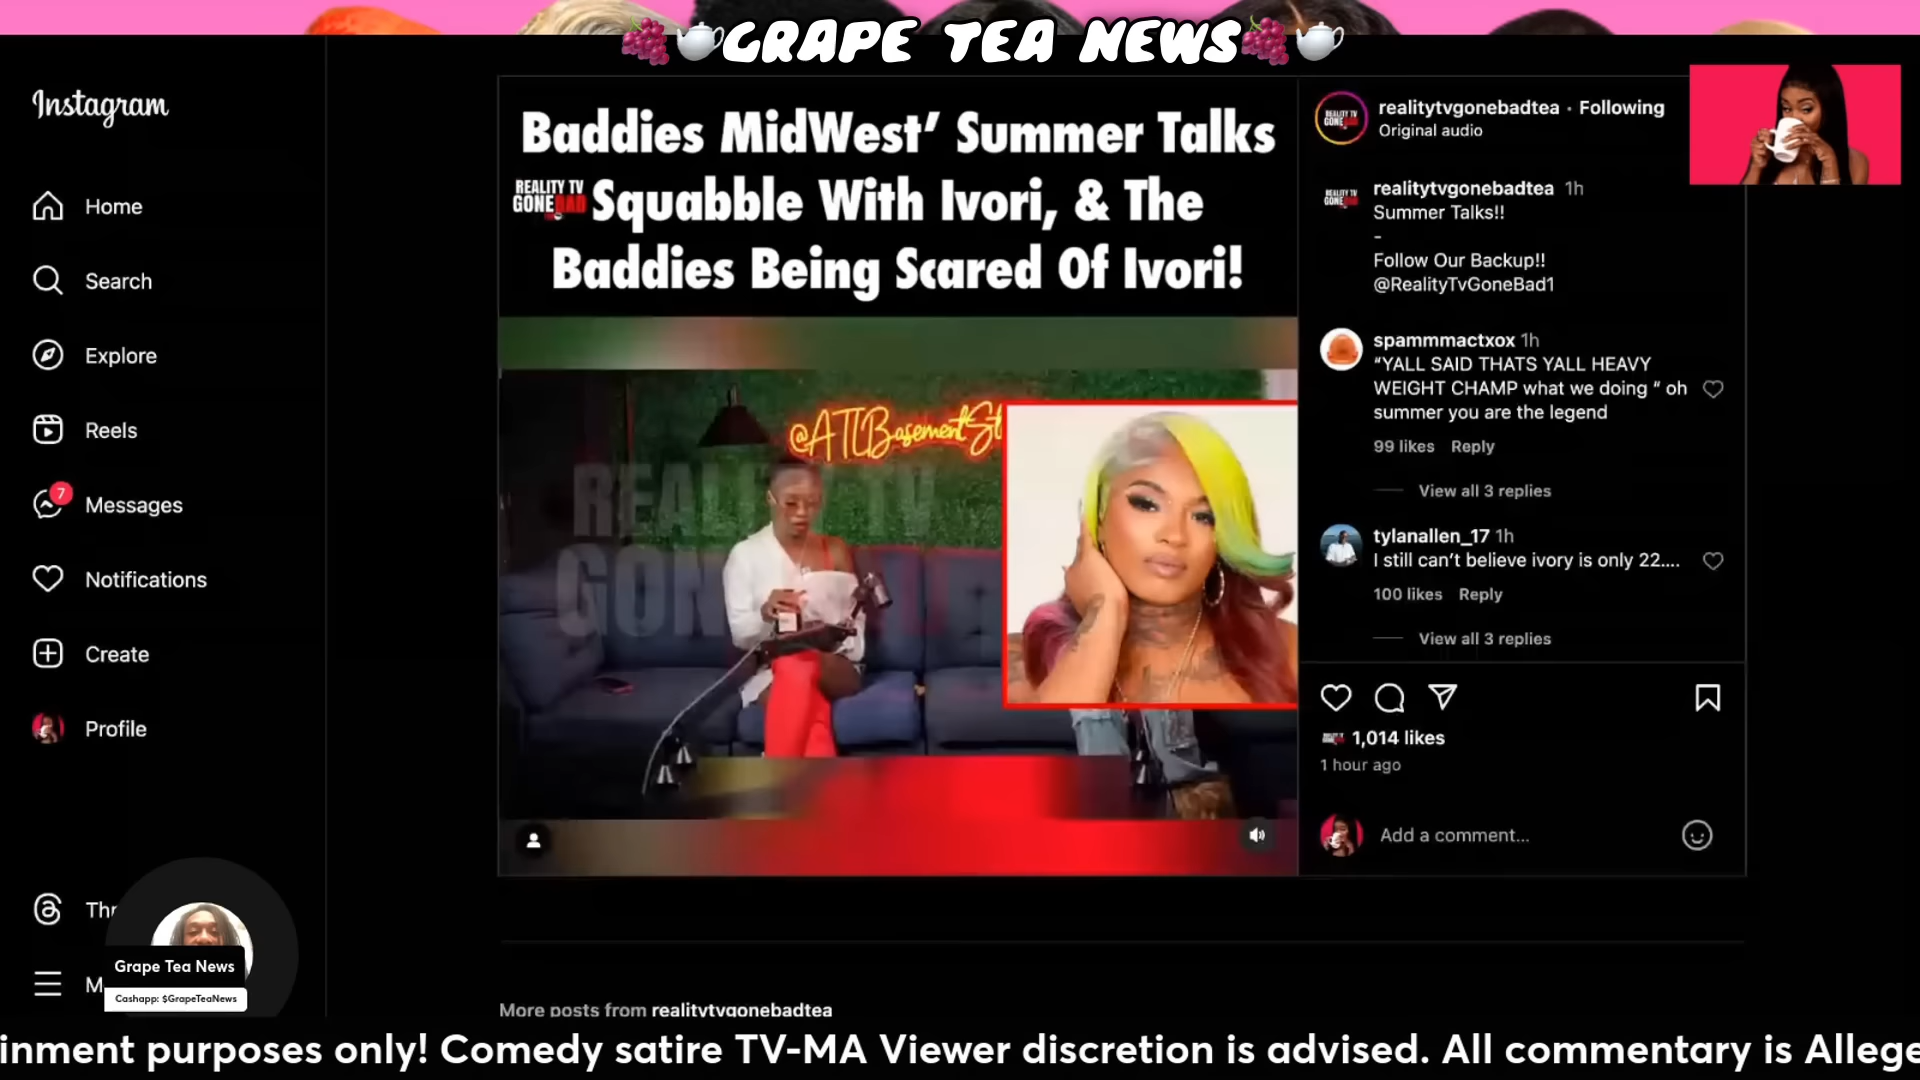 GRAPE TEA NEWS
Instagram
Home
Search
Explore
Reels
7
Messages
Notifications
Create
Profile
Grape Tea News
Cashapp: $GrapeTeaNews
Baddies MidWest’ Summer Talks
REALITY TV
GONE BAD
Squabble With Ivori, & The
Baddies Being Scared Of Ivori!
@ATLBasement
REALITY TV
realitytvgonebadtea · Following
Original audio
realitytvgonebadtea 1h
Summer Talks!!
-
Follow Our Backup!!
@RealityTvGoneBad1
spammmactxox 1h
“YALL SAID THATS YALL HEAVY
WEIGHT CHAMP what we doing “ oh
summer you are the legend
99 likes Reply
View all 3 replies
tylanallen_17 1h
I still can’t believe ivory is only 22....
100 likes Reply
View all 3 replies
1,014 likes
1 hour ago
Add a comment...
More posts from realitytvgonebadtea
inment purposes only! Comedy satire TV-MA Viewer discretion is advised. All commentary is Allege